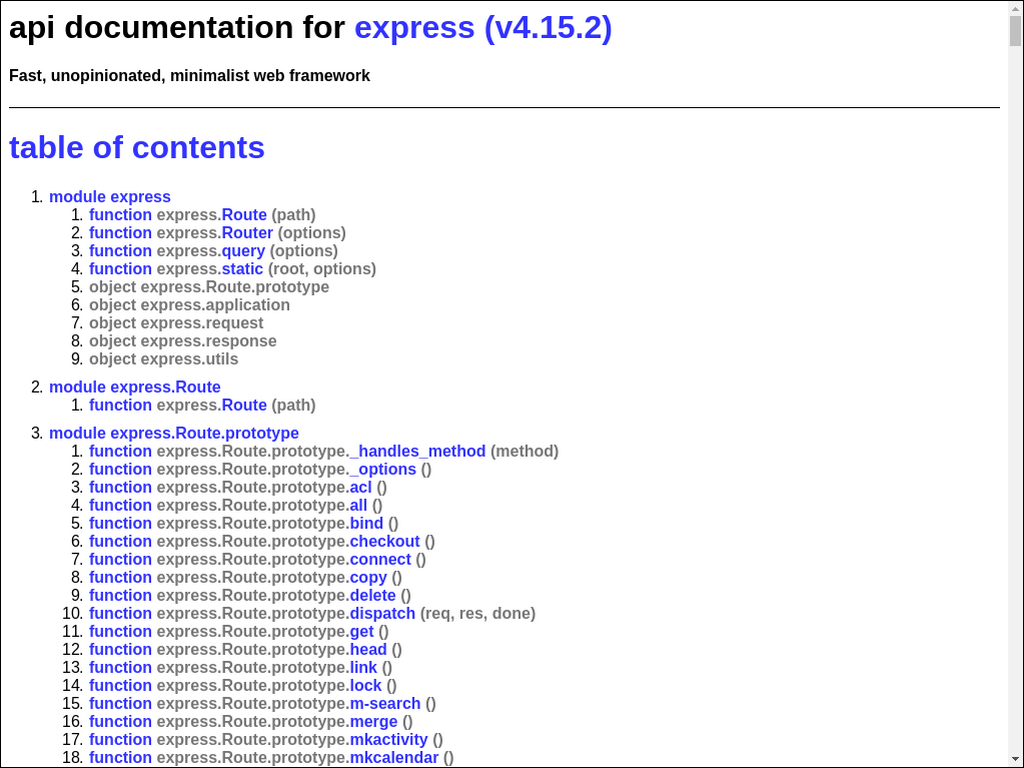 api documentation for express (v4.15.2)
Fast, unopinionated, minimalist web framework
table of contents
1. module express
1. function express.Route (path)
2. function express.Router (options)
3. function express.query (options)
4. function express.static (root, options)
5. object express.Route.prototype
6. object express.application
7. object express.request
8. object express.response
9. object express.utils
2. module express.Route
1. function express.Route (path)
3. module express.Route.prototype
1. function express.Route.prototype._handles_method (method)
2. function express.Route.prototype._options ()
3. function express.Route.prototype.acl ()
4. function express.Route.prototype.all ()
5. function express.Route.prototype.bind ()
6. function express.Route.prototype.checkout ()
7. function express.Route.prototype.connect ()
8. function express.Route.prototype.copy ()
9. function express.Route.prototype.delete ()
10. function express.Route.prototype.dispatch (req, res, done)
11. function express.Route.prototype.get ()
12. function express.Route.prototype.head ()
13. function express.Route.prototype.link ()
14. function express.Route.prototype.lock ()
15. function express.Route.prototype.m-search ()
16. function express.Route.prototype.merge ()
17. function express.Route.prototype.mkactivity ()
18. function express.Route.prototype.mkcalendar ()